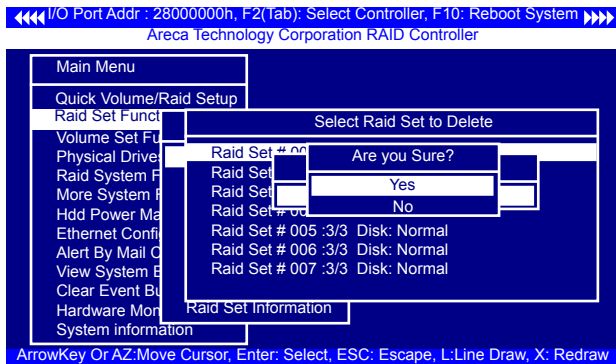 I/O Port Addr : 28000000h, F2(Tab): Select Controller, F10: Reboot System
Areca Technology Corporation RAID Controller
Main Menu
Quick Volume/Raid Setup
Raid Set Funct
Volume Set Fu
Physical Drive
Raid System F
More System F
Hdd Power Ma
Ethernet Confi
Alert By Mail C
View System E
Clear Event Bu
Hardware Mon
System information
Raid Set Information
Select Raid Set to Delete
Raid Set # 00
Raid Set
Raid Set
Raid Set # 00
Raid Set # 005 :3/3 Disk: Normal
Raid Set # 006 :3/3 Disk: Normal
Raid Set # 007 :3/3 Disk: Normal
Are you Sure?
Yes
No
ArrowKey Or AZ:Move Cursor, Enter: Select, ESC: Escape, L:Line Draw, X: Redraw